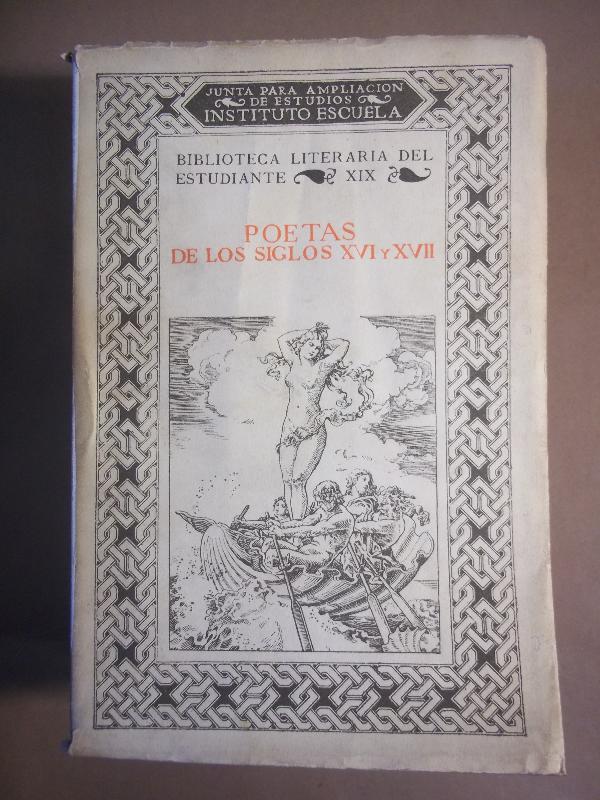 JUNTA PARA AMPLIACION
DE ESTUDIOS
INSTITUTO ESCUELA
BIBLIOTECA LITERARIA DEL
ESTUDIANTE XIX
POETAS
DE LOS SIGLOS XVI Y XVII